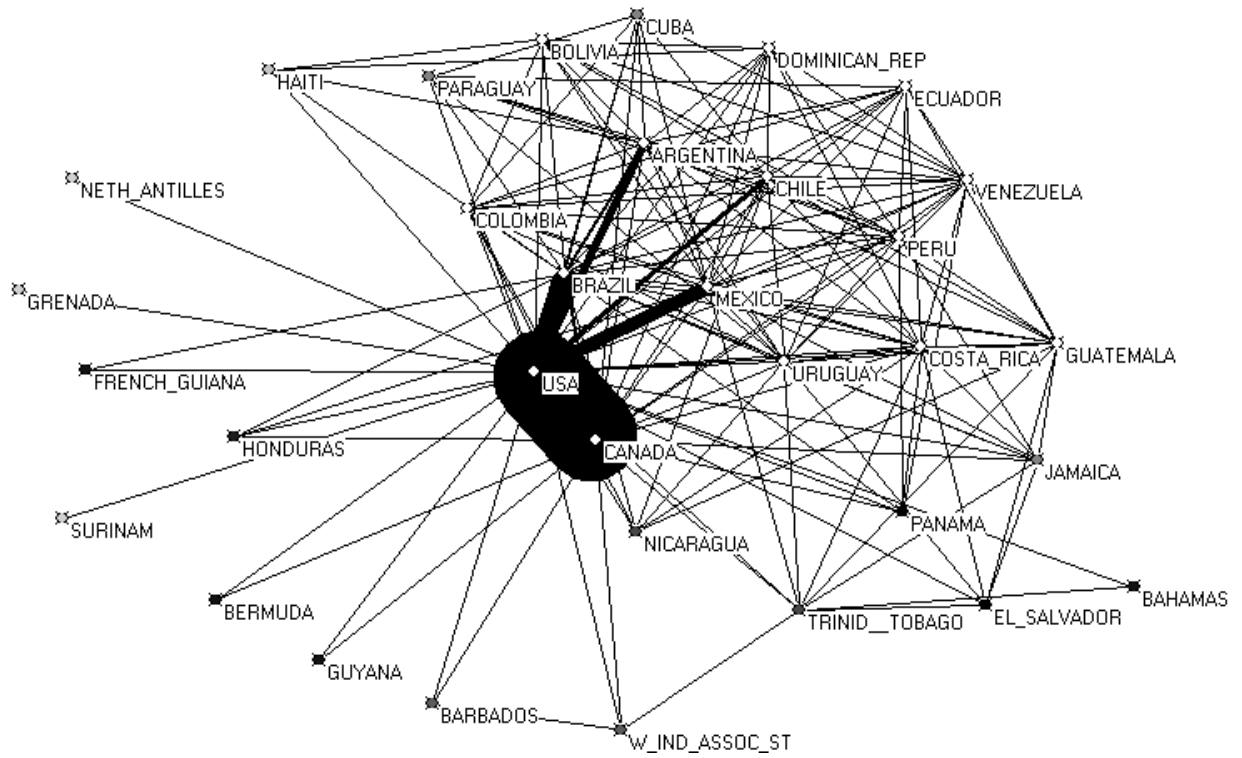 CUBA
BOLIVIA
DOMINICAN_REP
HAITI
PARAGUAY
ECUADOR
ARGENTINA
NETH_ANTILLES
CHILE
VENEZUELA
COLOMBIA
PERU
BRAZIL
MEXICO
GRENADA
COSTA_RICA
GUATEMALA
URUGUAY
FRENCH_GUIANA
USA
HONDURAS
CANADA
JAMAICA
SURINAM
PANAMA
NICARAGUA
BAHAMAS
BERMUDA
TRINID__TOBAGO
EL_SALVADOR
GUYANA
BARBADOS
W_IND_ASSOC_ST